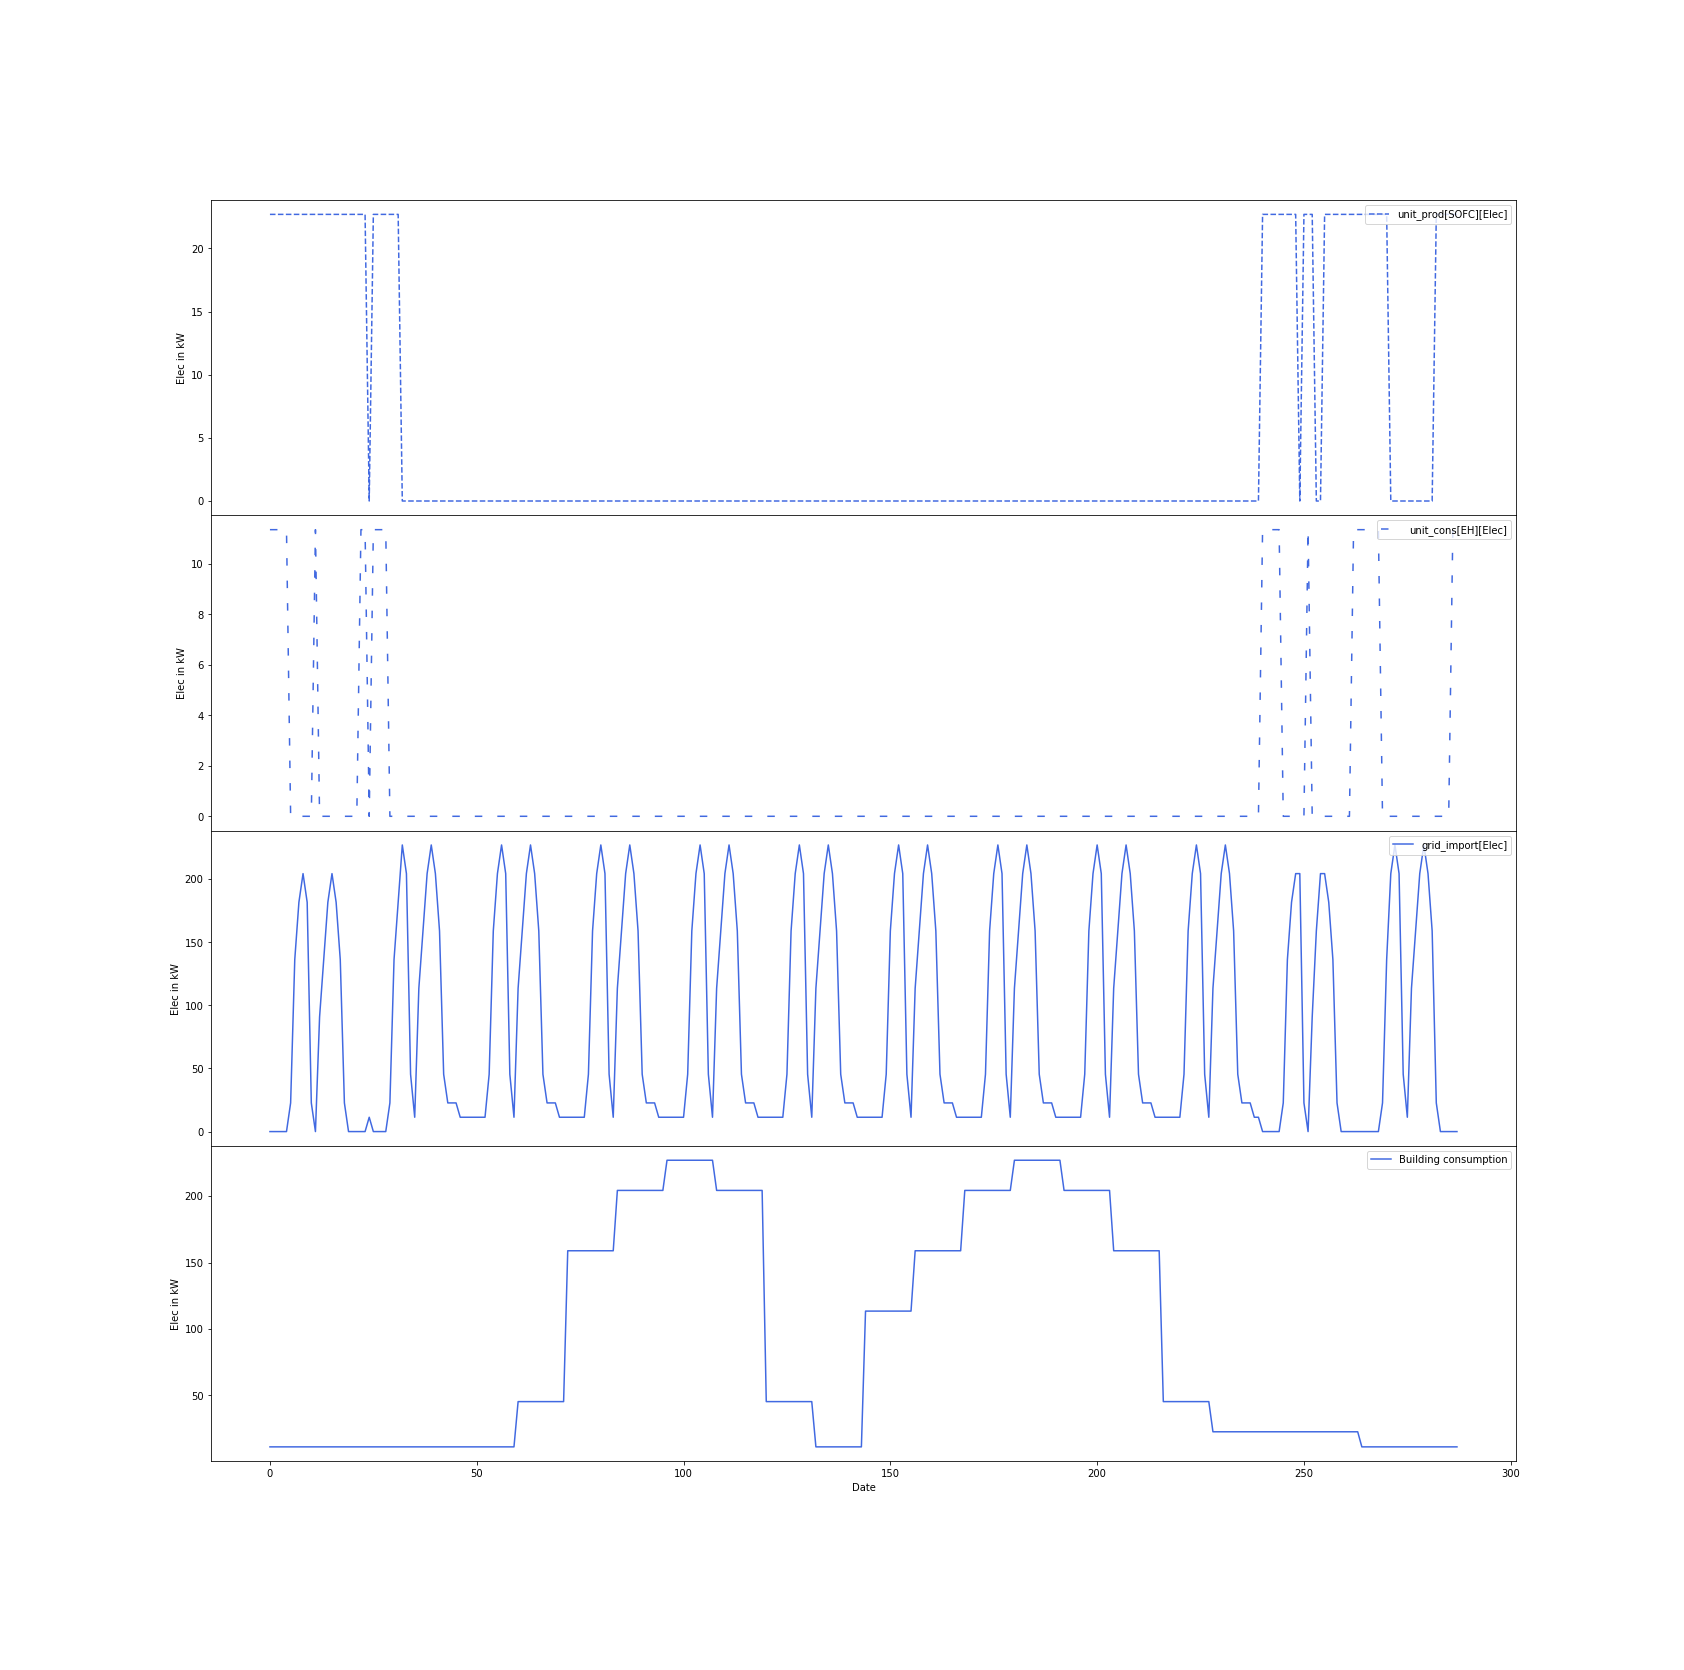 unit_prod[SOFC][Elec]
20
15
10
5
0
Elec in kW
unit_cons[EH][Elec]
10
8
6
4
2
0
Elec in kW
grid_import[Elec]
200
150
100
50
0
Elec in kW
Building consumption
200
150
100
50
Elec in kW
0 50 100 150 200 250 300
Date